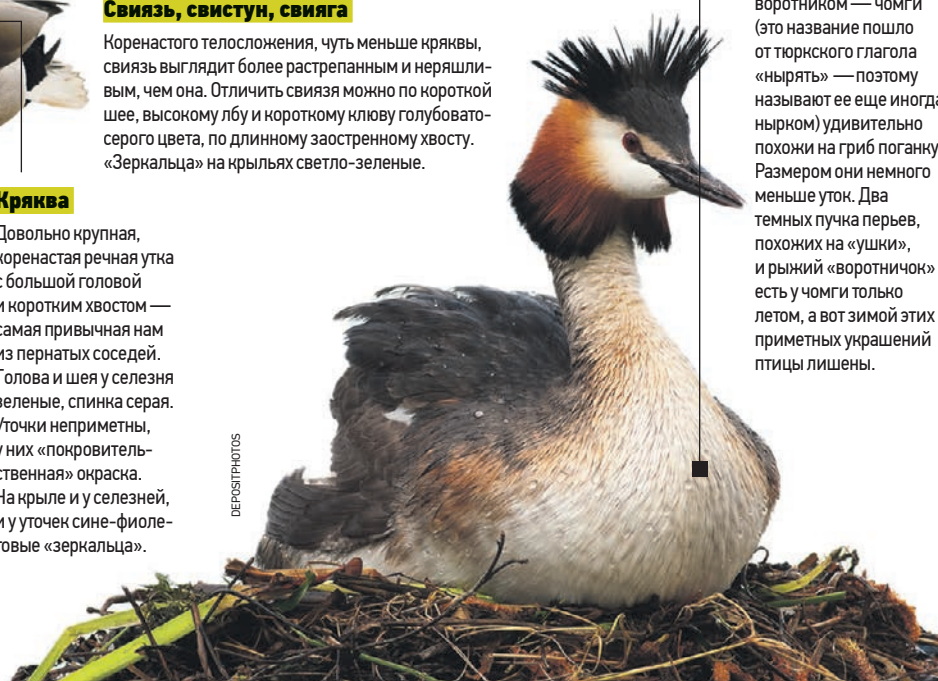 Свиязь, свистун, свияга
Коренастого телосложения, чуть меньше кряквы,
свиязь выглядит более растрепанным и неряшли-
вым, чем она. Отличить свиязя можно по короткой
шее, высокому лбу и короткому клюву голубовато-
серого цвета, по длинному заостренному хвосту.
«Зеркальца» на крыльях светло-зеленые.
Кряква
Довольно крупная,
коренастая речная утка
с большой головой
и коротким хвостом —
самая привычная нам
из пернатых соседей.
Голова и шея у селезня
зеленые, спинка серая.
Уточки неприметны,
у них «покровитель-
ственная» окраска.
На крыле и у селезней,
и у уточек сине-фиоле-
товые «зеркальца».
DEPOSITPHOTOS
воротником — чомги
(это название пошло
от тюркского глагола
«нырять» — поэтому
называют ее еще иногда
нырком) удивительно
похожи на гриб поганку
Размером они немного
меньше уток. Два
темных пучка перьев,
похожих на «ушки»,
и рыжий «воротничок»
есть у чомги только
летом, а вот зимой этих
приметных украшений
птицы лишены.